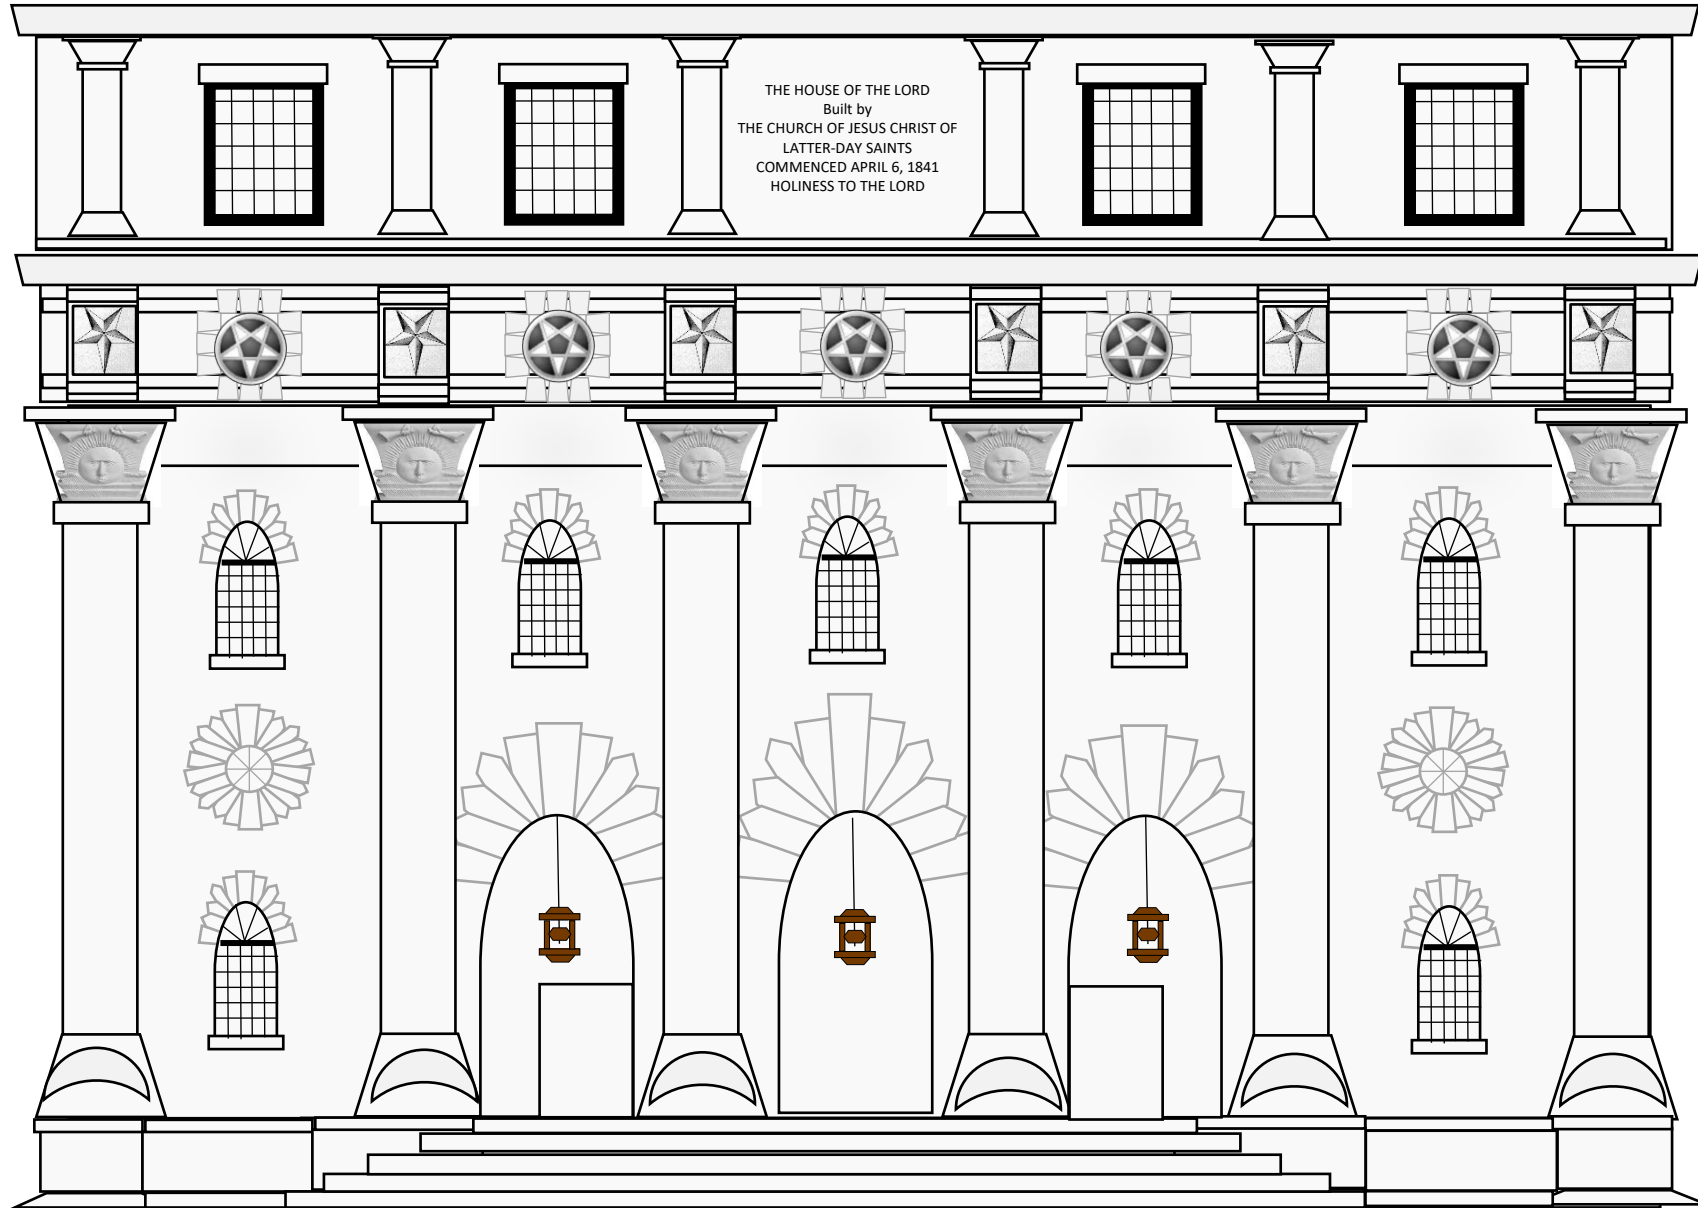 THE HOUSE OF THE LORD
Built by
THE CHURCH OF JESUS CHRIST OF
LATTER-DAY SAINTS
COMMENCED APRIL 6, 1841
HOLINESS TO THE LORD